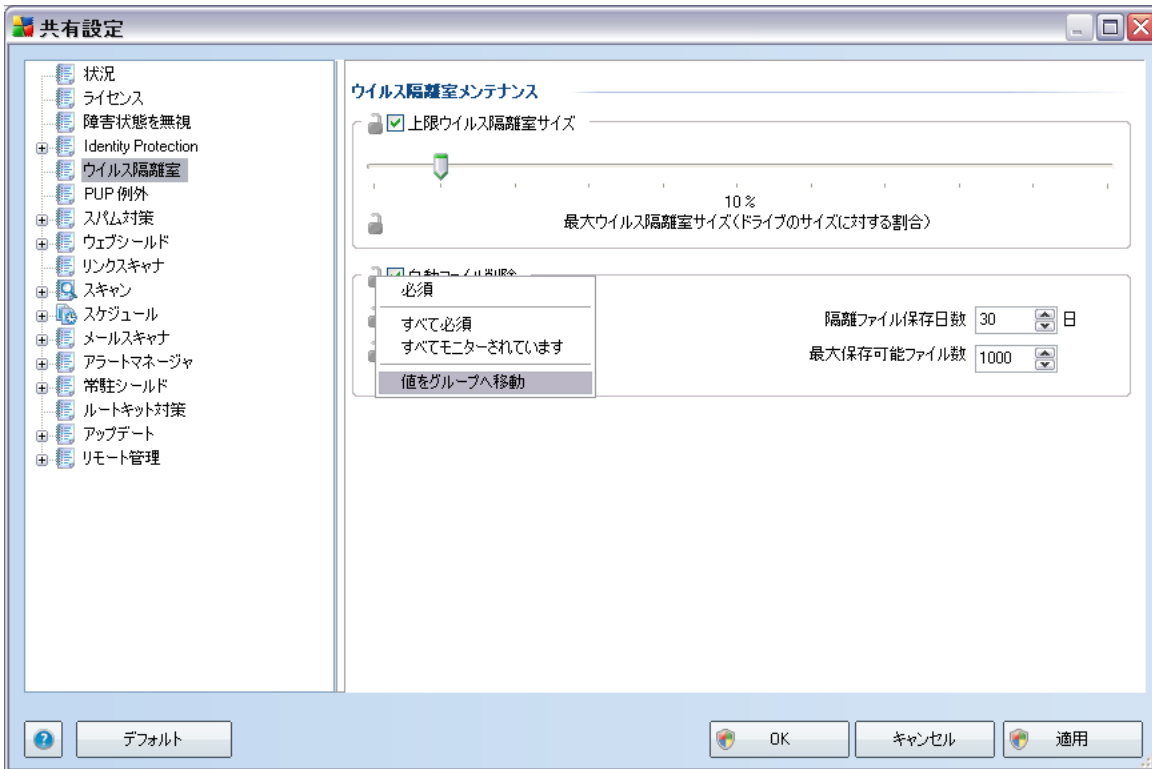 共有設定
状況
ライセンス
障害状態を無視
Identity Protection
ウイルス隔離室
PUP 例外
スパム対策
ウェブシールド
リンクスキャナ
スキャン
スケジュール
メールスキャナ
アラートマネージャ
常駐シールド
ルートキット対策
アップデート
リモート管理
ウイルス隔離室メンテナンス
上限ウイルス隔離室サイズ
10 %
最大ウイルス隔離室サイズ(ドライブのサイズに対する割合)
自動ファイル削除
必須
すべて必須
すべてモニターされています
値をグループへ移動
隔離ファイル保存日数 30 日
最大保存可能ファイル数 1000
デフォルト
OK
キャンセル
適用